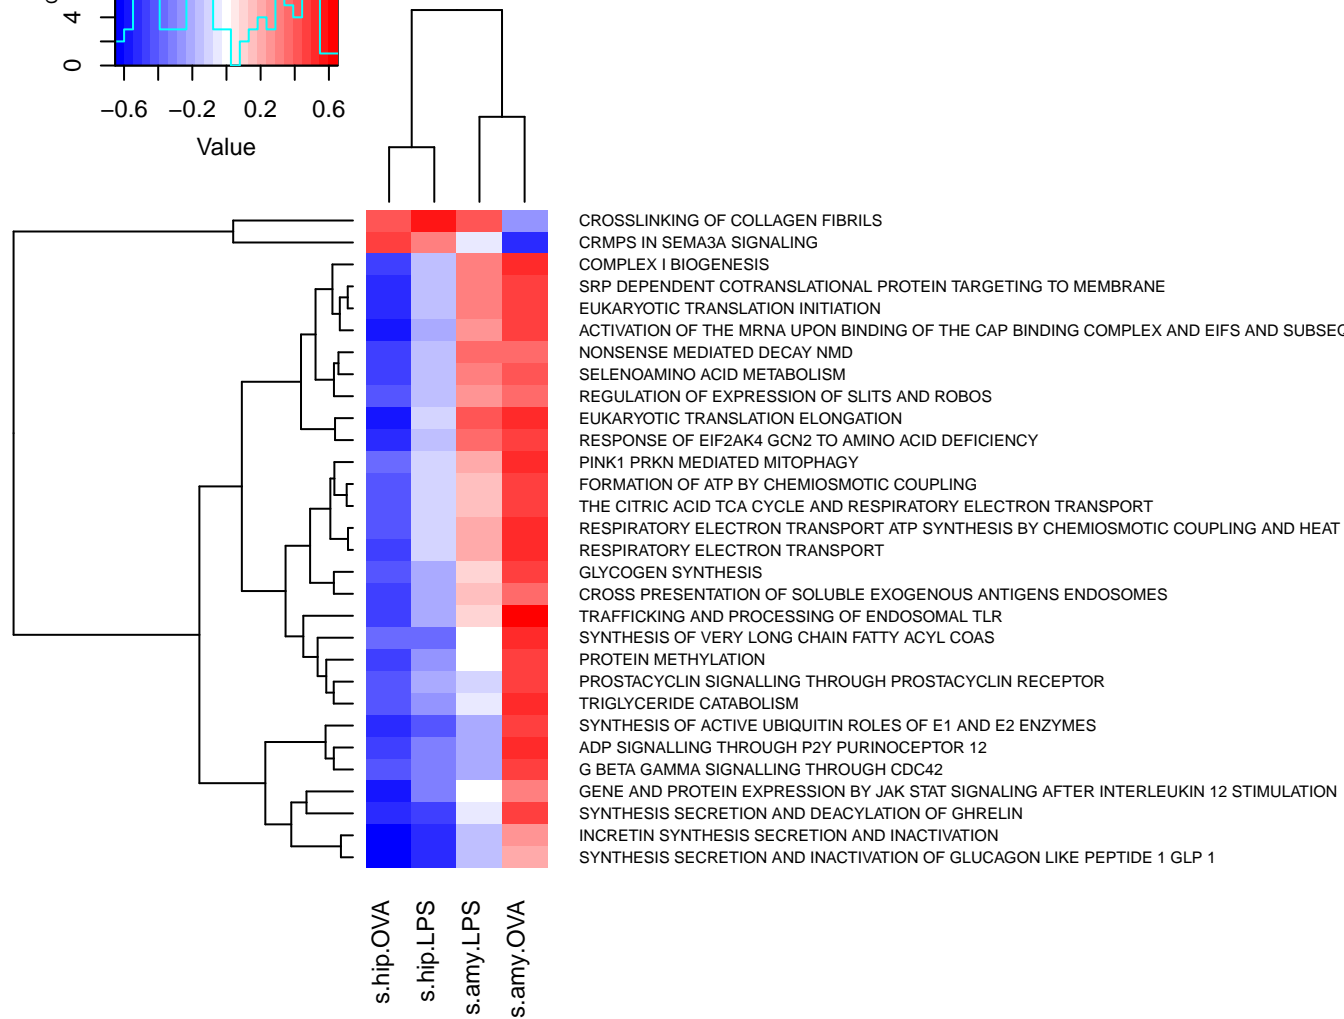 4
0
−0.6 −0.2 0.2 0.6
Value
CROSSLINKING OF COLLAGEN FIBRILS
CRMPS IN SEMA3A SIGNALING
COMPLEX I BIOGENESIS
SRP DEPENDENT COTRANSLATIONAL PROTEIN TARGETING TO MEMBRANE
EUKARYOTIC TRANSLATION INITIATION
ACTIVATION OF THE MRNA UPON BINDING OF THE CAP BINDING COMPLEX AND EIFS AND SUBSEQ
NONSENSE MEDIATED DECAY NMD
SELENOAMINO ACID METABOLISM
REGULATION OF EXPRESSION OF SLITS AND ROBOS
EUKARYOTIC TRANSLATION ELONGATION
RESPONSE OF EIF2AK4 GCN2 TO AMINO ACID DEFICIENCY
PINK1 PRKN MEDIATED MITOPHAGY
FORMATION OF ATP BY CHEMIOSMOTIC COUPLING
THE CITRIC ACID TCA CYCLE AND RESPIRATORY ELECTRON TRANSPORT
RESPIRATORY ELECTRON TRANSPORT ATP SYNTHESIS BY CHEMIOSMOTIC COUPLING AND HEAT
RESPIRATORY ELECTRON TRANSPORT
GLYCOGEN SYNTHESIS
CROSS PRESENTATION OF SOLUBLE EXOGENOUS ANTIGENS ENDOSOMES
TRAFFICKING AND PROCESSING OF ENDOSOMAL TLR
SYNTHESIS OF VERY LONG CHAIN FATTY ACYL COAS
PROTEIN METHYLATION
PROSTACYCLIN SIGNALLING THROUGH PROSTACYCLIN RECEPTOR
TRIGLYCERIDE CATABOLISM
SYNTHESIS OF ACTIVE UBIQUITIN ROLES OF E1 AND E2 ENZYMES
ADP SIGNALLING THROUGH P2Y PURINOCEPTOR 12
G BETA GAMMA SIGNALLING THROUGH CDC42
GENE AND PROTEIN EXPRESSION BY JAK STAT SIGNALING AFTER INTERLEUKIN 12 STIMULATION
SYNTHESIS SECRETION AND DEACYLATION OF GHRELIN
INCRETIN SYNTHESIS SECRETION AND INACTIVATION
SYNTHESIS SECRETION AND INACTIVATION OF GLUCAGON LIKE PEPTIDE 1 GLP 1
s.hip.OVA
s.hip.LPS
s.amy.LPS
s.amy.OVA